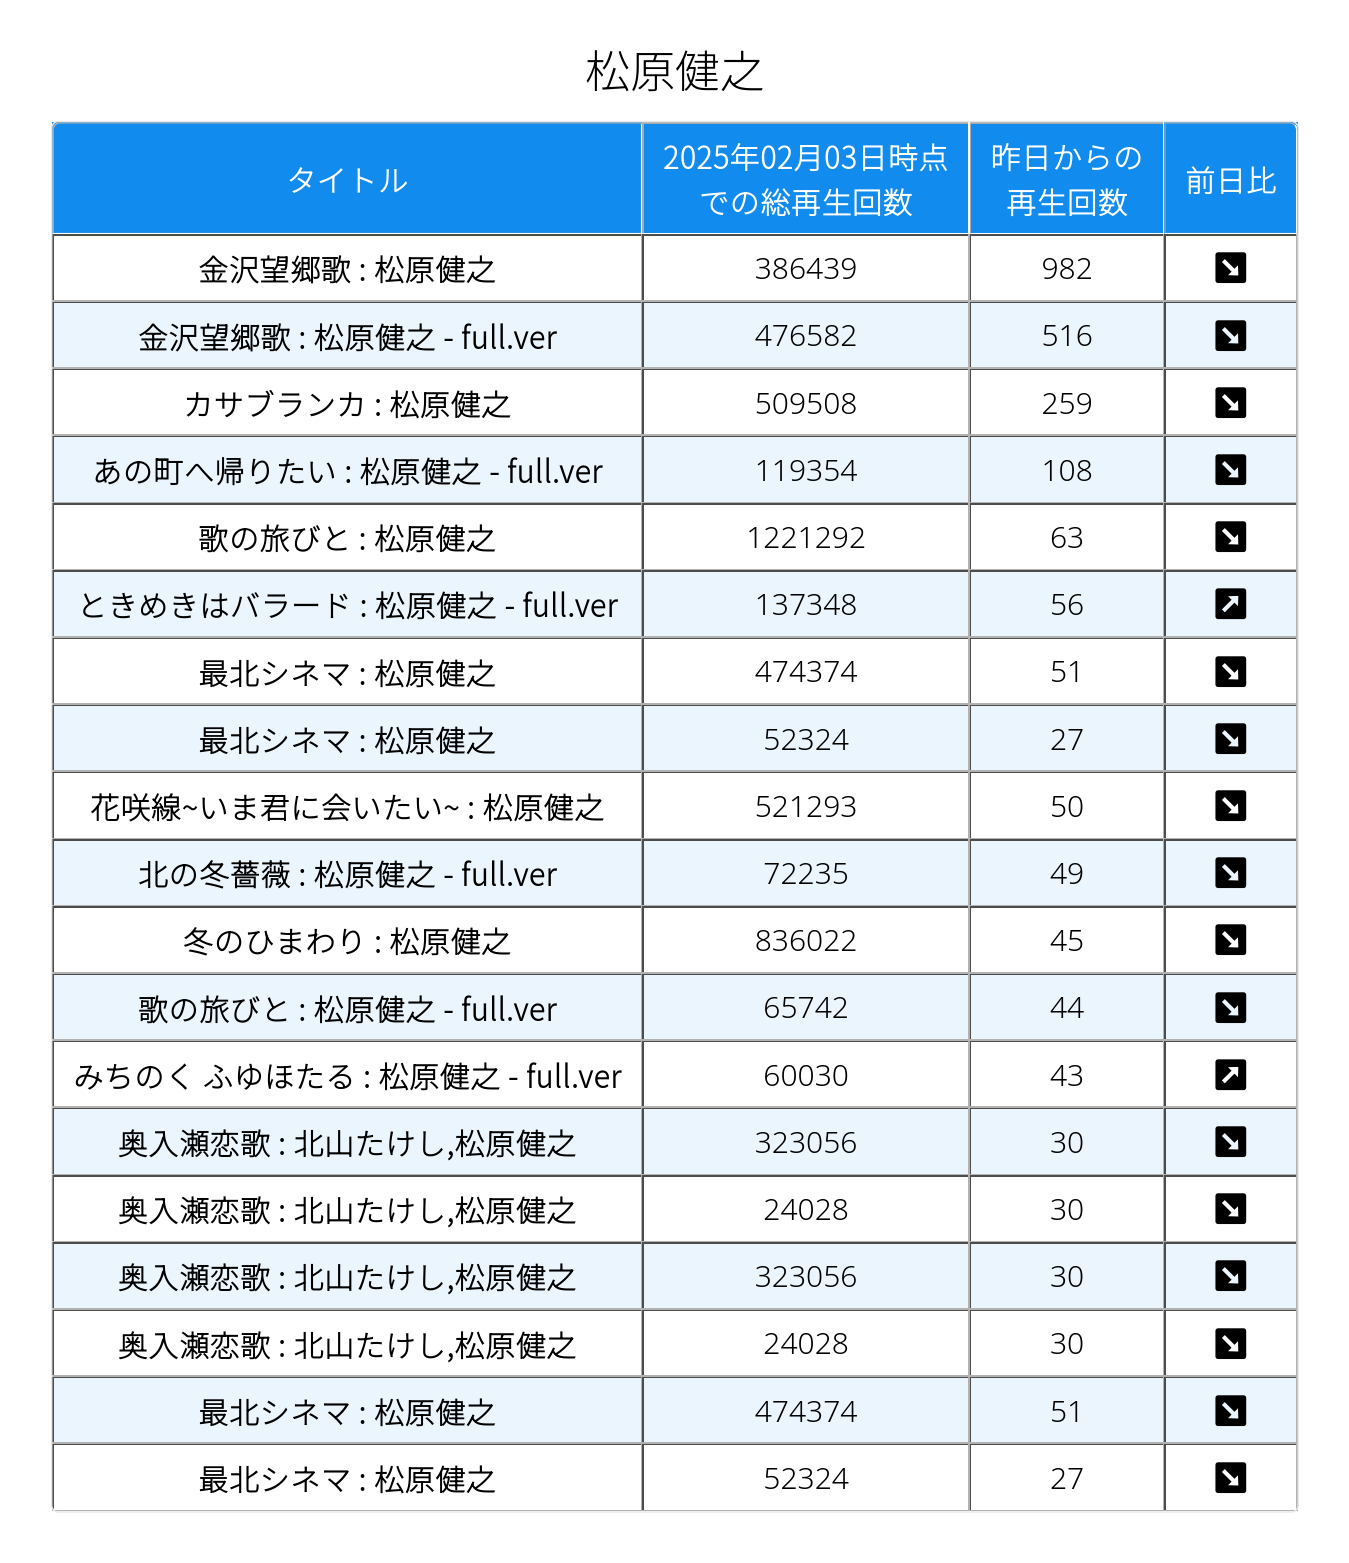 松原健之
タイトル
2025年02月03日時点
での総再生回数
昨日からの
再生回数
前日比
金沢望郷歌 : 松原健之 386439 982 ↘
金沢望郷歌 : 松原健之 - full.ver 476582 516 ↘
カサブランカ : 松原健之 509508 259 ↘
あの町へ帰りたい : 松原健之 - full.ver 119354 108 ↘
歌の旅びと : 松原健之 1221292 63 ↘
ときめきはバラード : 松原健之 - full.ver 137348 56 ↗
最北シネマ : 松原健之 474374 51 ↘
最北シネマ : 松原健之 52324 27 ↘
花咲線~いま君に会いたい~ : 松原健之 521293 50 ↘
北の冬薔薇 : 松原健之 - full.ver 72235 49 ↘
冬のひまわり : 松原健之 836022 45 ↘
歌の旅びと : 松原健之 - full.ver 65742 44 ↘
みちのく ふゆほたる : 松原健之 - full.ver 60030 43 ↗
奥入瀬恋歌 : 北山たけし,松原健之 323056 30 ↘
奥入瀬恋歌 : 北山たけし,松原健之 24028 30 ↘
奥入瀬恋歌 : 北山たけし,松原健之 323056 30 ↘
奥入瀬恋歌 : 北山たけし,松原健之 24028 30 ↘
最北シネマ : 松原健之 474374 51 ↘
最北シネマ : 松原健之 52324 27 ↘